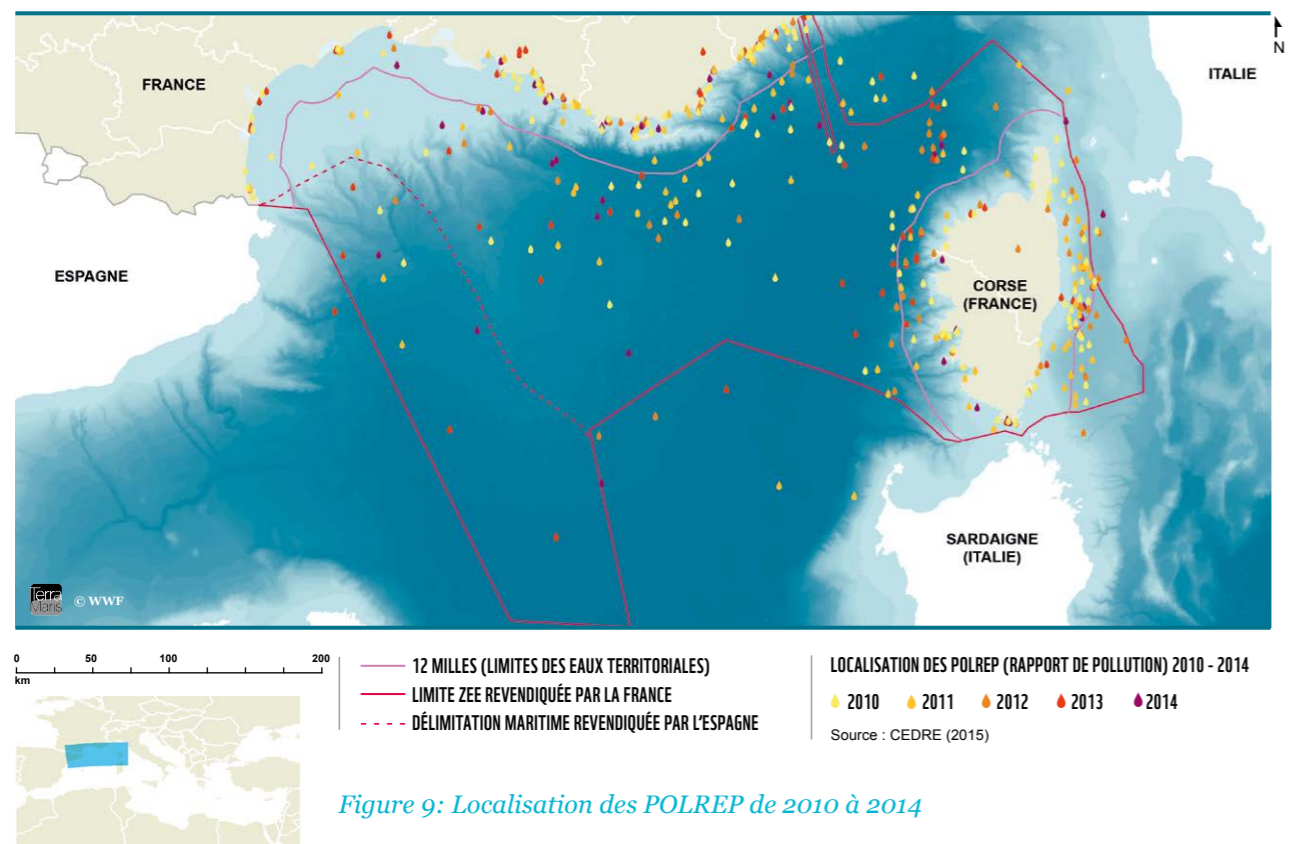 N
FRANCE
ITALIE
ESPAGNE
CORSE
(FRANCE)
SARDAIGNE
(ITALIE)
Terra
Maris
© WWF
0 50 100 200
km
12 MILLES (LIMITES DES EAUX TERRITORIALES)
LIMITE ZEE REVENDIQUÉE PAR LA FRANCE
DÉLIMITATION MARITIME REVENDIQUÉE PAR L'ESPAGNE
LOCALISATION DES POLREP (RAPPORT DE POLLUTION) 2010 - 2014
2010 2011 2012 2013 2014
Source : CEDRE (2015)
Figure 9: Localisation des POLREP de 2010 à 2014